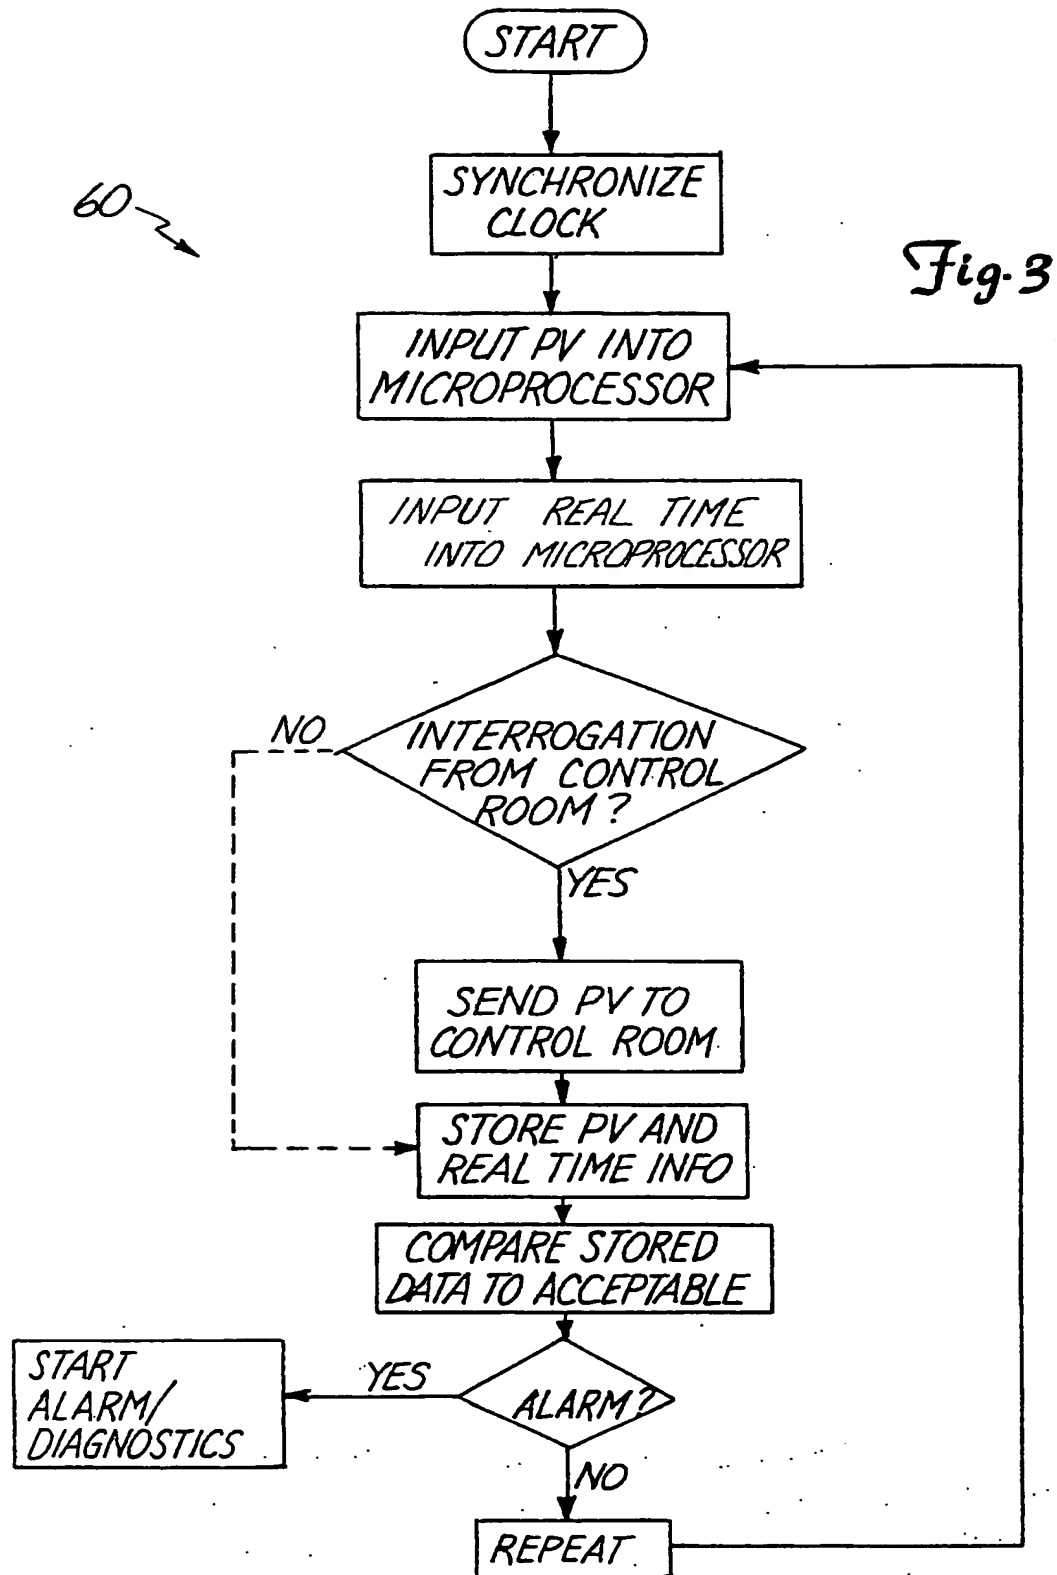 START
SYNCHRONIZE
CLOCK
60
Fig. 3
INPUT PV INTO
MICROPROCESSOR
INPUT REAL TIME
INTO MICROPROCESSOR
NO
INTERROGATION
FROM CONTROL
ROOM?
YES
SEND PV TO
CONTROL ROOM
STORE PV AND
REAL TIME INFO
COMPARE STORED
DATA TO ACCEPTABLE
START
ALARM/
DIAGNOSTICS
YES
ALARM?
NO
REPEAT